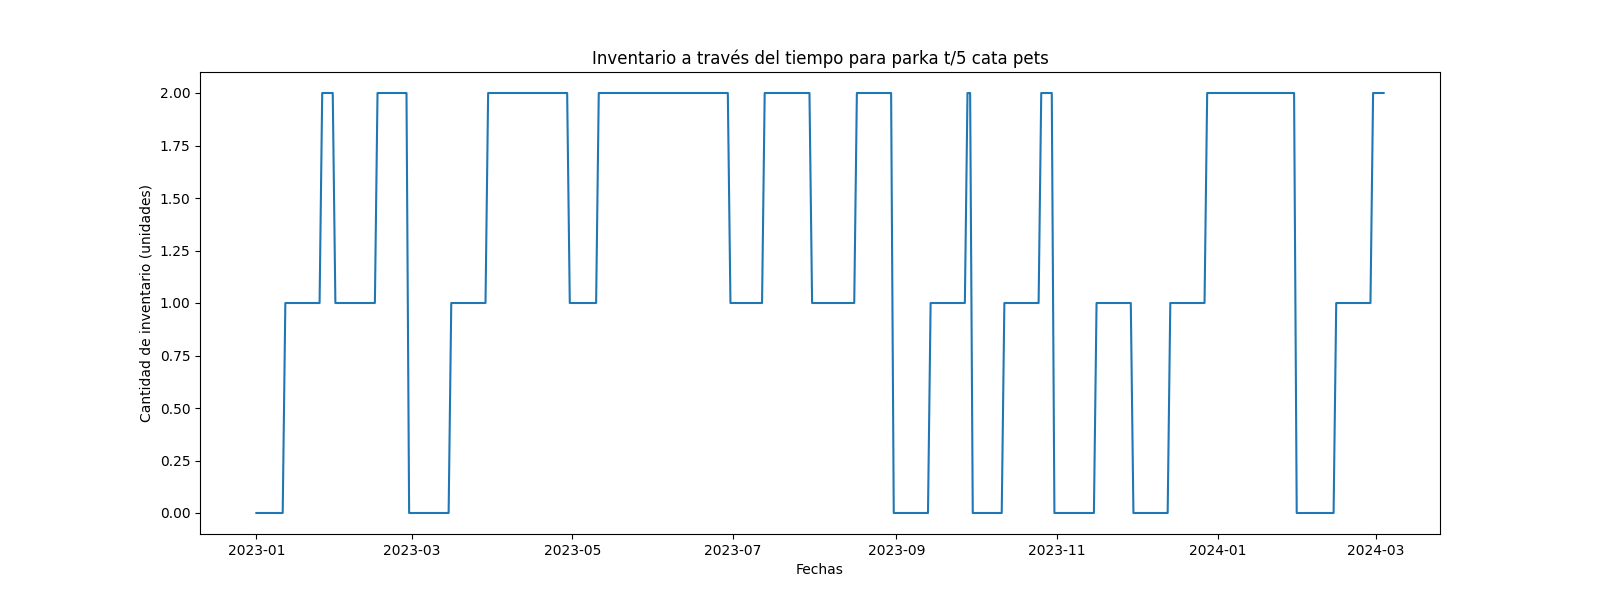 Inventario a través del tiempo para parka t/5 cata pets
Cantidad de inventario (unidades)
2.00
1.75
1.50
1.25
1.00
0.75
0.50
0.25
0.00
2023-01 2023-03 2023-05 2023-07 2023-09 2023-11 2024-01 2024-03
Fechas